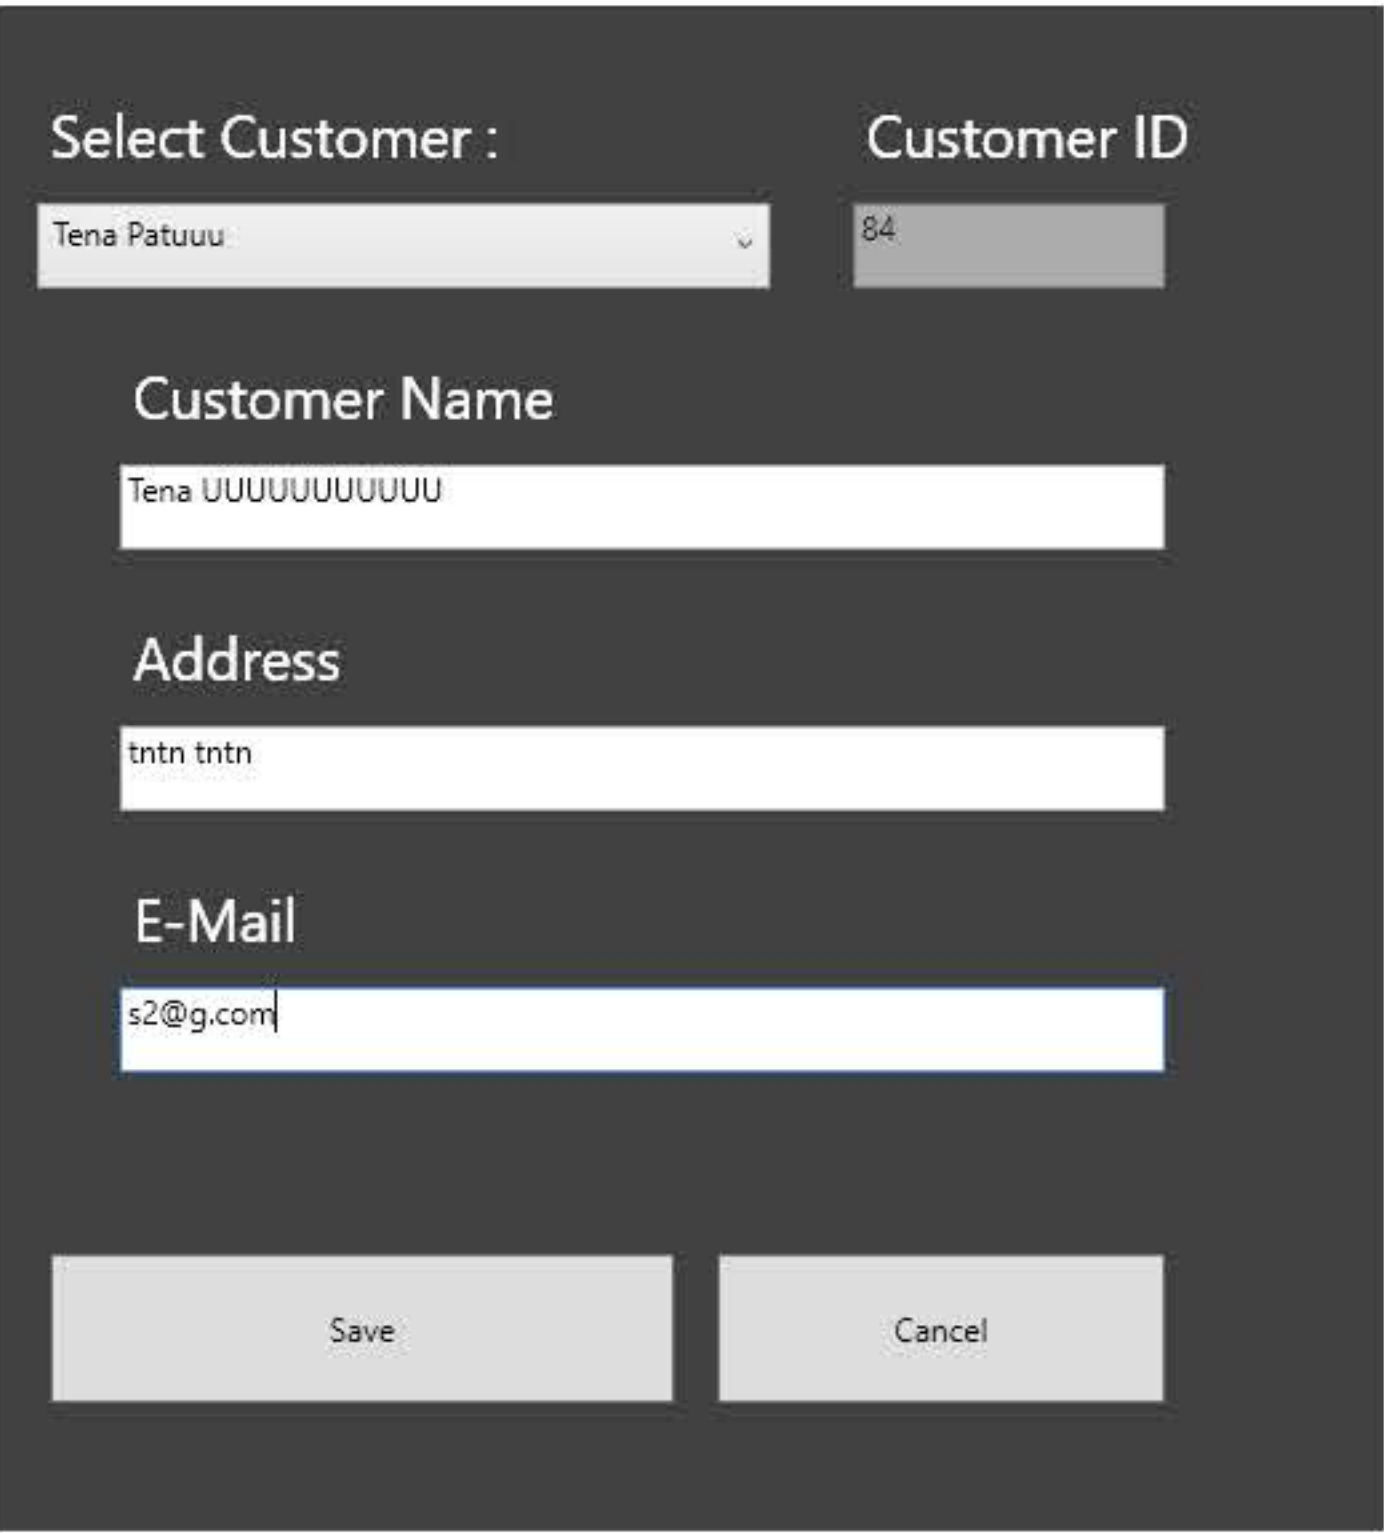 Select Customer :
Customer ID
Tena Patuuu
84
Customer Name
Tena UUUUUUUUUUU
Address
tntn tntn
E-Mail
s2@g.com
Save
Cancel